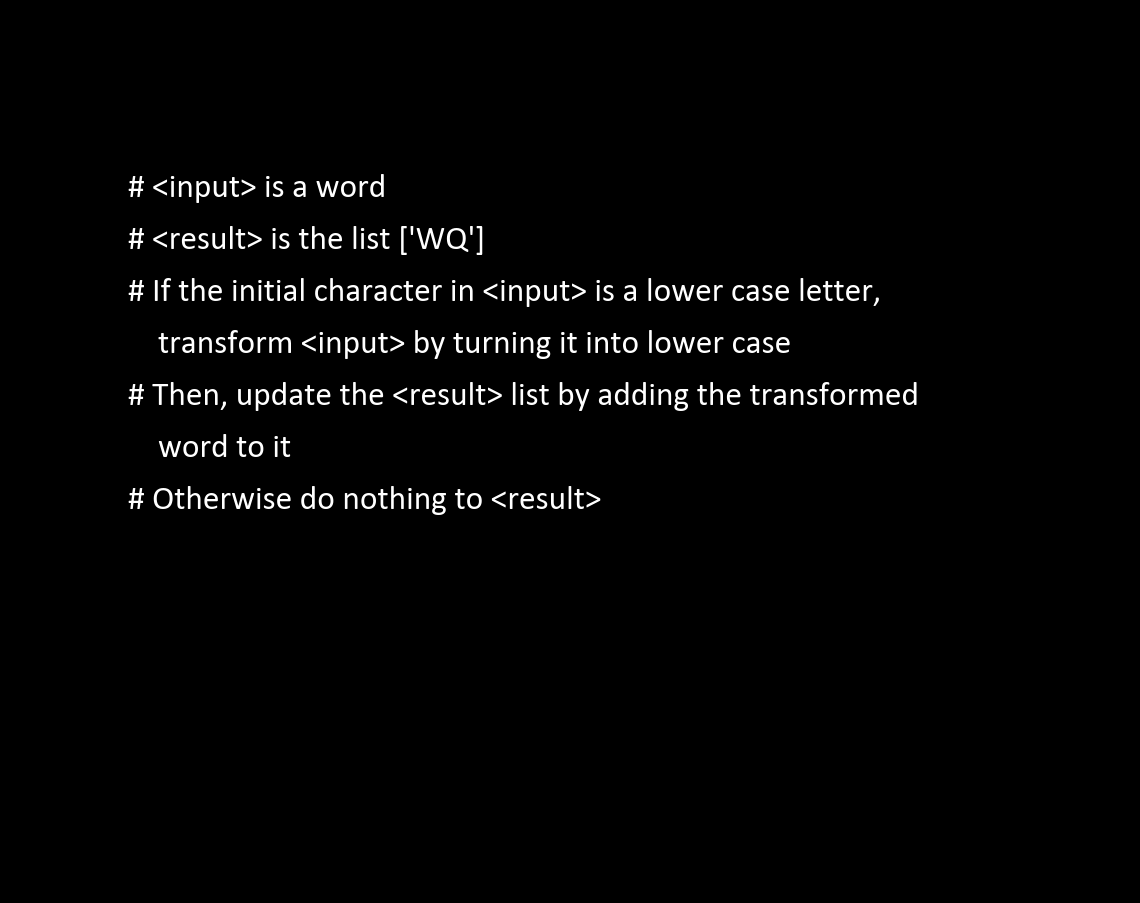 # <input> is a word
# <result> is the list ['WQ']
# If the initial character in <input> is a lower case letter,
transform <input> by turning it into lower case
# Then, update the <result> list by adding the transformed
word to it
# Otherwise do nothing to <result>